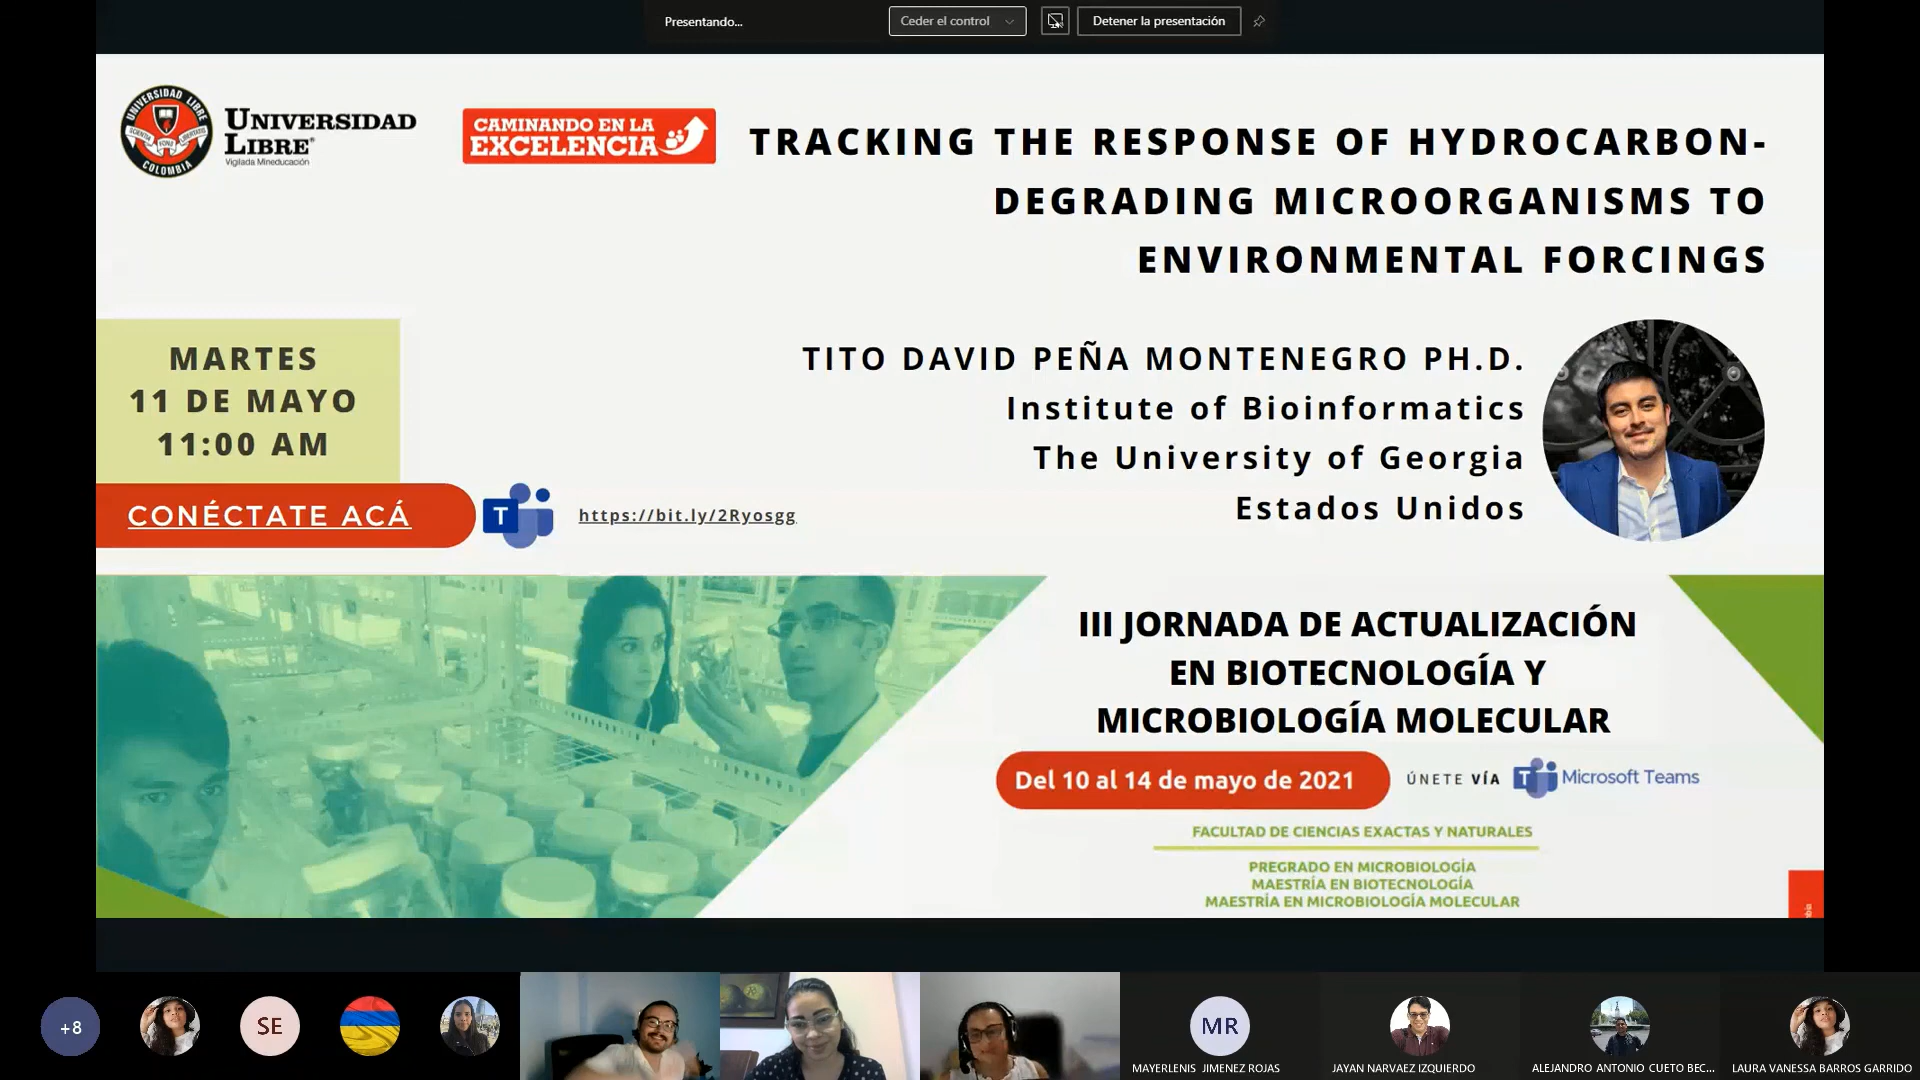 Presentando...
Ceder el control
Detener la presentación
UNIVERSIDAD LIBRE
COLOMBIA
UNIVERSIDAD
LIBRE®
Vigilada Mineducación
CAMINANDO EN LA
EXCELENCIA
TRACKING THE RESPONSE OF HYDROCARBON-
DEGRADING MICROORGANISMS TO
ENVIRONMENTAL FORCINGS
MARTES
11 DE MAYO
11:00 AM
TITO DAVID PEÑA MONTENEGRO PH.D.
Institute of Bioinformatics
The University of Georgia
Estados Unidos
CONÉCTATE ACÁ
T
https://bit.ly/2Ryosgg
III JORNADA DE ACTUALIZACIÓN
EN BIOTECNOLOGÍA Y
MICROBIOLOGÍA MOLECULAR
Del 10 al 14 de mayo de 2021
ÚNETE VÍA
T
Microsoft Teams
FACULTAD DE CIENCIAS EXACTAS Y NATURALES
PREGRADO EN MICROBIOLOGÍA
MAESTRÍA EN BIOTECNOLOGÍA
MAESTRÍA EN MICROBIOLOGÍA MOLECULAR
+8
SE
MR
MAYERLENIS JIMENEZ ROJAS
JAYAN NARVAEZ IZQUIERDO
ALEJANDRO ANTONIO CUETO BEC...
LAURA VANESSA BARROS GARRIDO